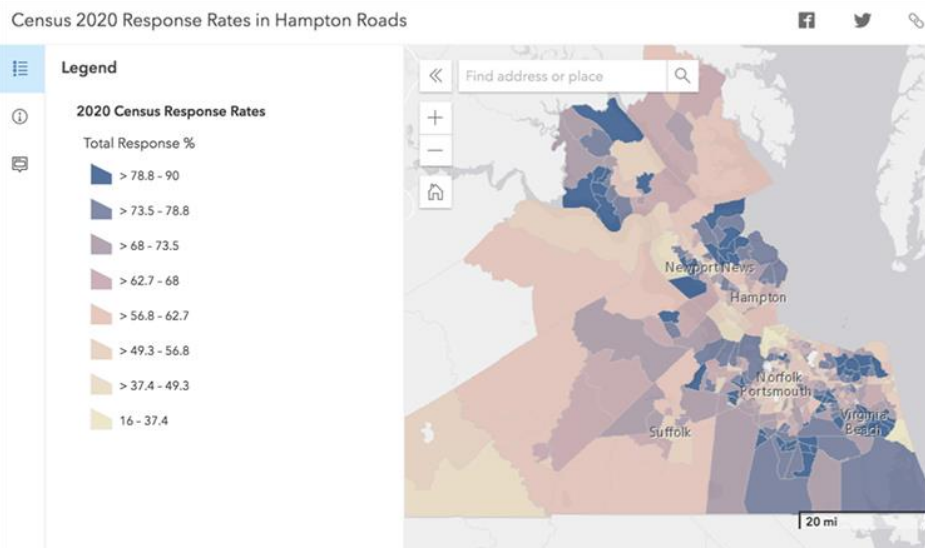 Census 2020 Response Rates in Hampton Roads
Legend
2020 Census Response Rates
Total Response %
> 78.8 - 90
> 73.5 - 78.8
> 68 - 73.5
> 62.7 - 68
> 56.8 - 62.7
> 49.3 - 56.8
> 37.4 - 49.3
16 - 37.4
Find address or place
Newport News
Hampton
Norfolk
Portsmouth
Virginia
Beach
Suffolk
20 mi